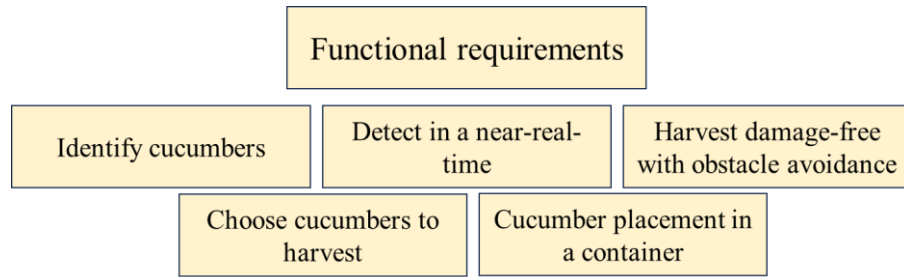 Functional requirements
Identify cucumbers
Detect in a near-real-
time
Harvest damage-free
with obstacle avoidance
Choose cucumbers to
harvest
Cucumber placement in
a container